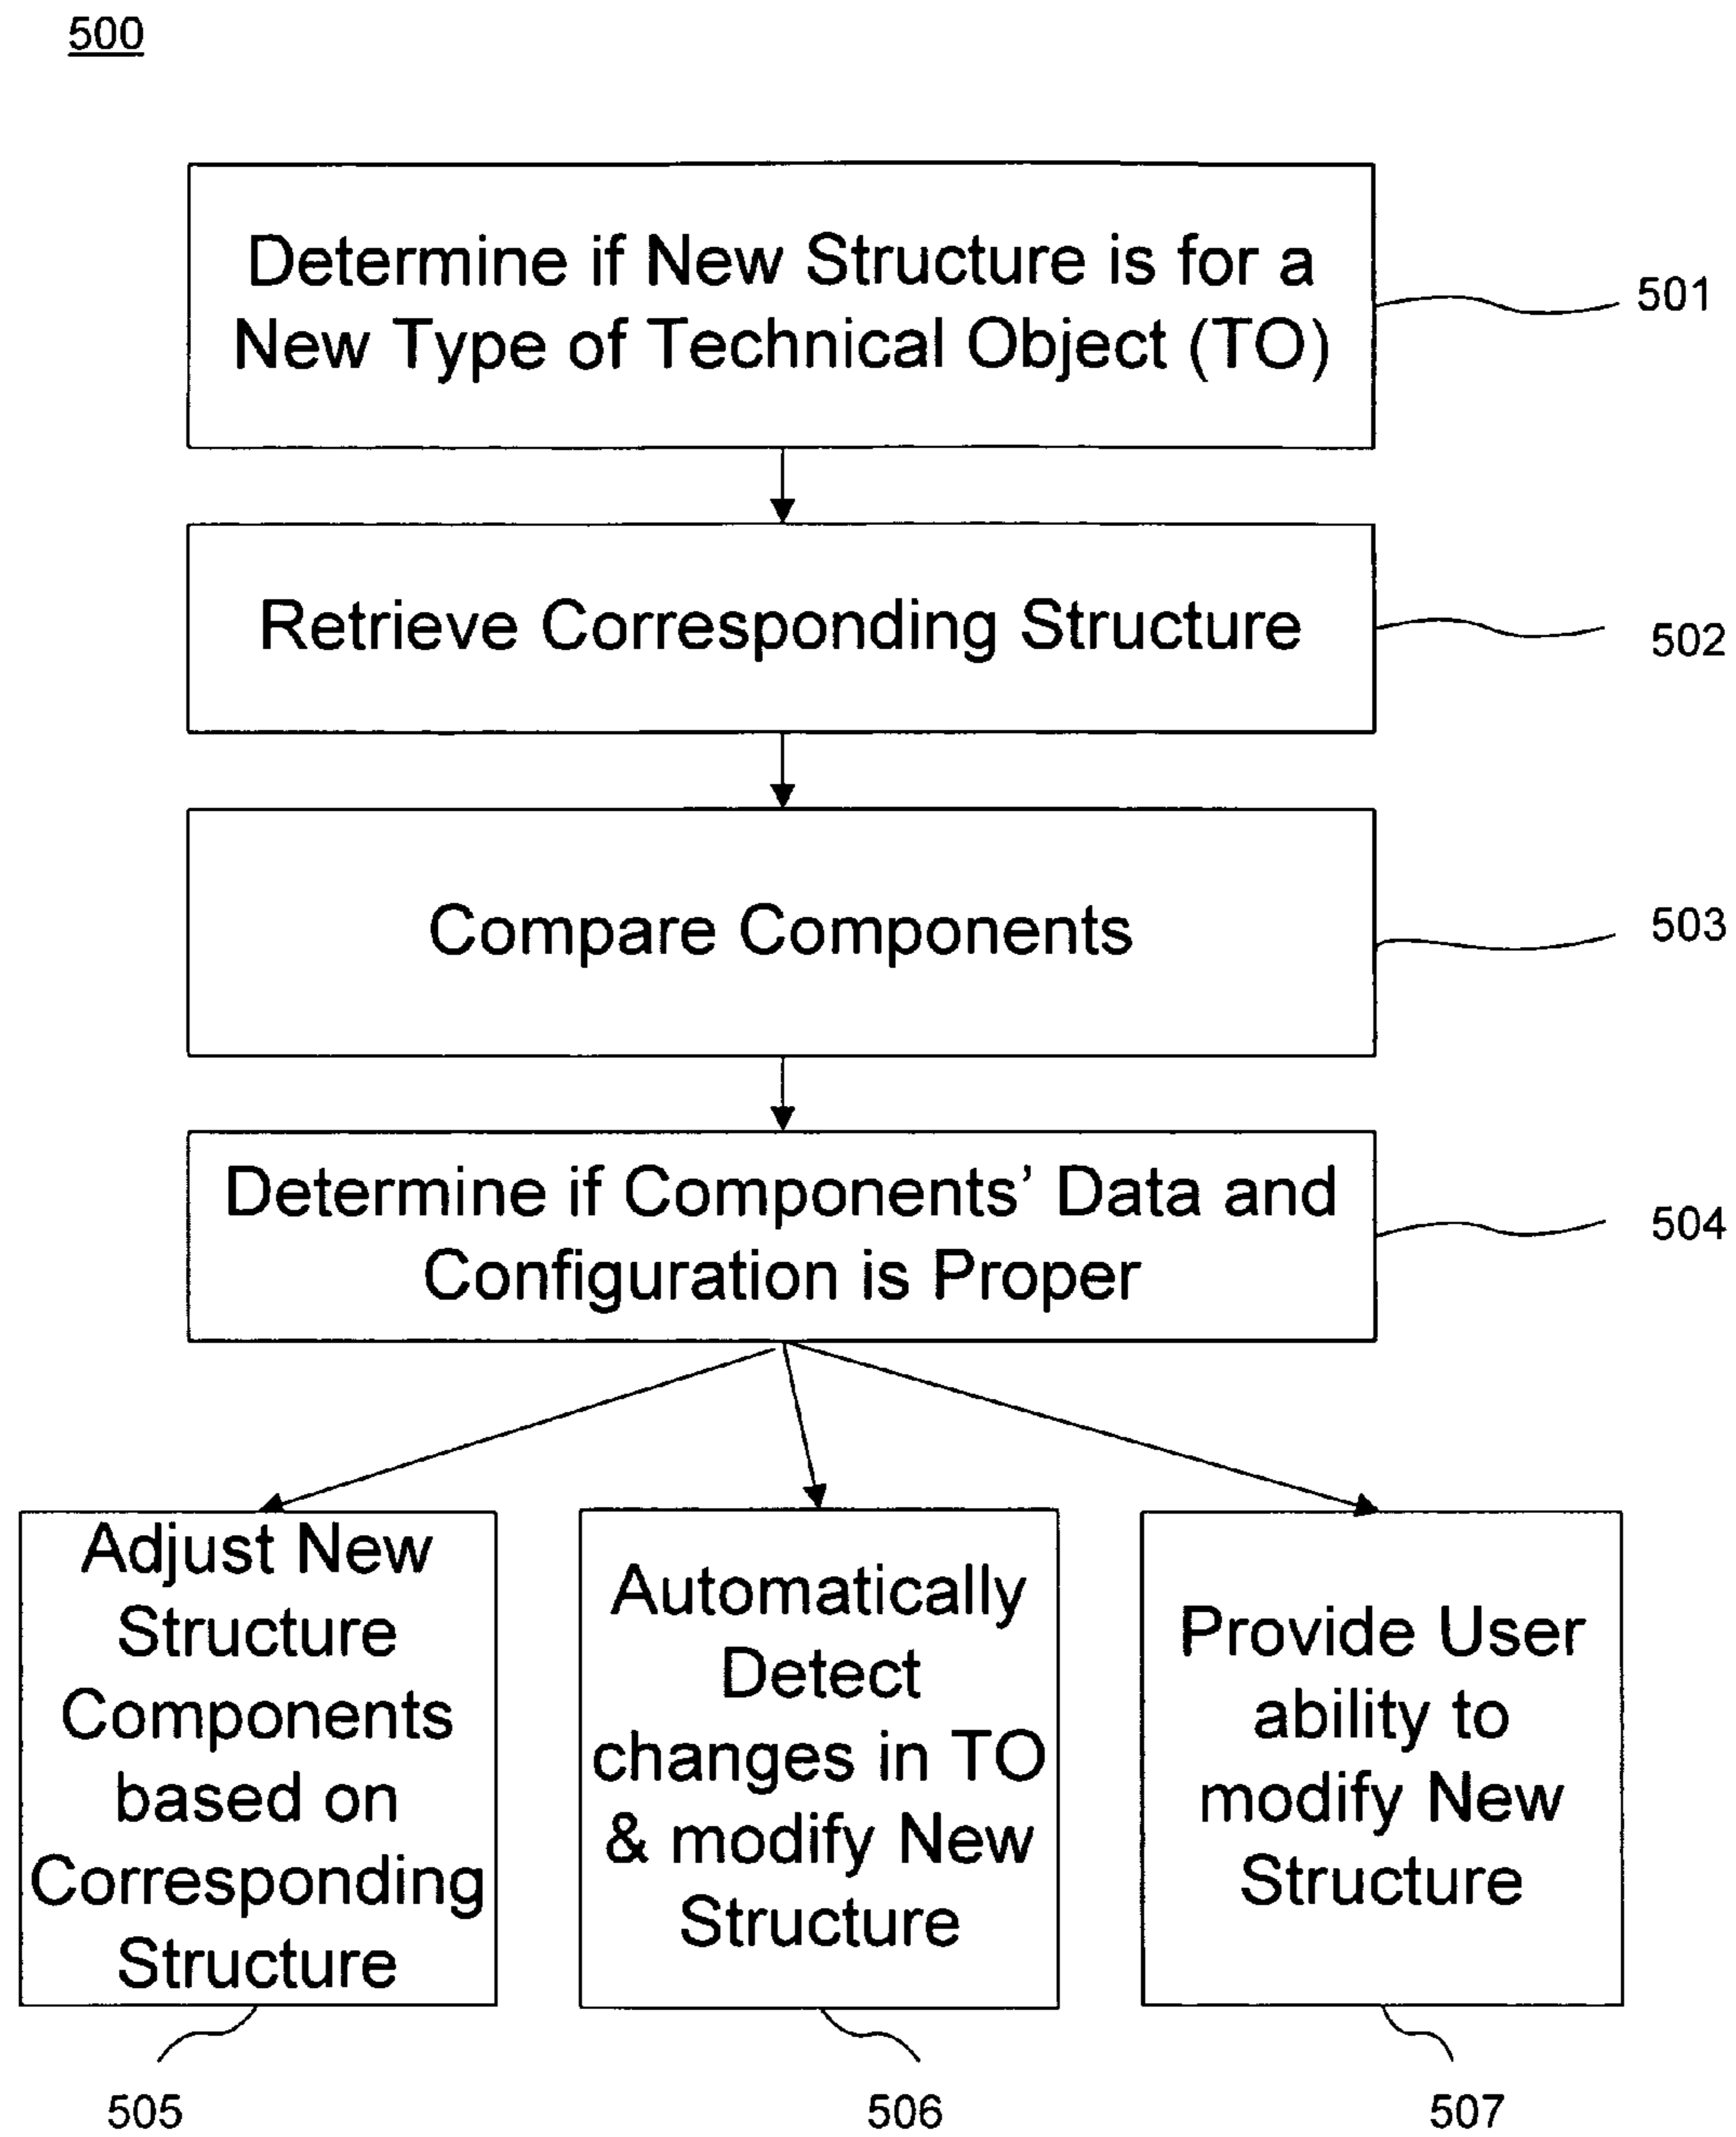 500
Determine if New Structure is for a
New Type of Technical Object (TO)
501
Retrieve Corresponding Structure
502
Compare Components
503
Determine if Components’ Data and
Configuration is Proper
504
Adjust New
Structure
Components
based on
Corresponding
Structure
505
Automatically
Detect
changes in TO
& modify New
Structure
506
Provide User
ability to
modify New
Structure
507